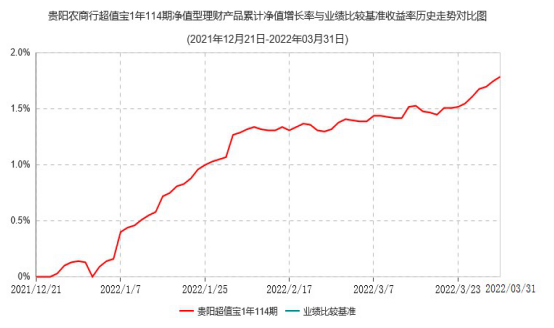 贵阳农商行超值宝1年114期净值型理财产品累计净值增长率与业绩比较基准收益率历史走势对比图
(2021年12月21日-2022年03月31日)
2.0%
1.5%
1.0%
0.5%
0%
2021/12/21 2022/1/7 2022/1/25 2022/2/17 2022/3/7 2022/3/23 2022/03/31
贵阳超值宝1年114期 业绩比较基准